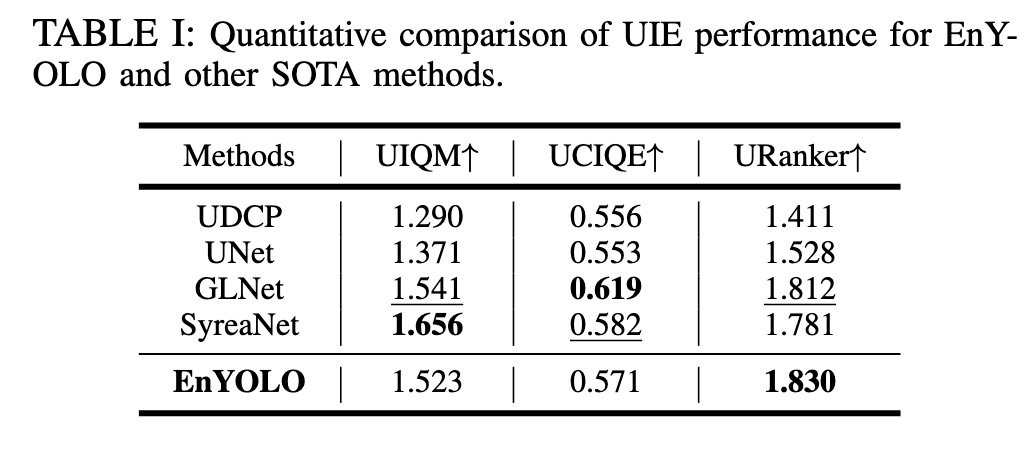 TABLE I: Quantitative comparison of UIE performance for EnY-
OLO and other SOTA methods.
Methods | UIQM↑ | UCIQE↑ | URanker↑
UDCP | 1.290 | 0.556 | 1.411
UNet | 1.371 | 0.553 | 1.528
GLNet | 1.541 | 0.619 | 1.812
SyreaNet | 1.656 | 0.582 | 1.781
EnYOLO | 1.523 | 0.571 | 1.830